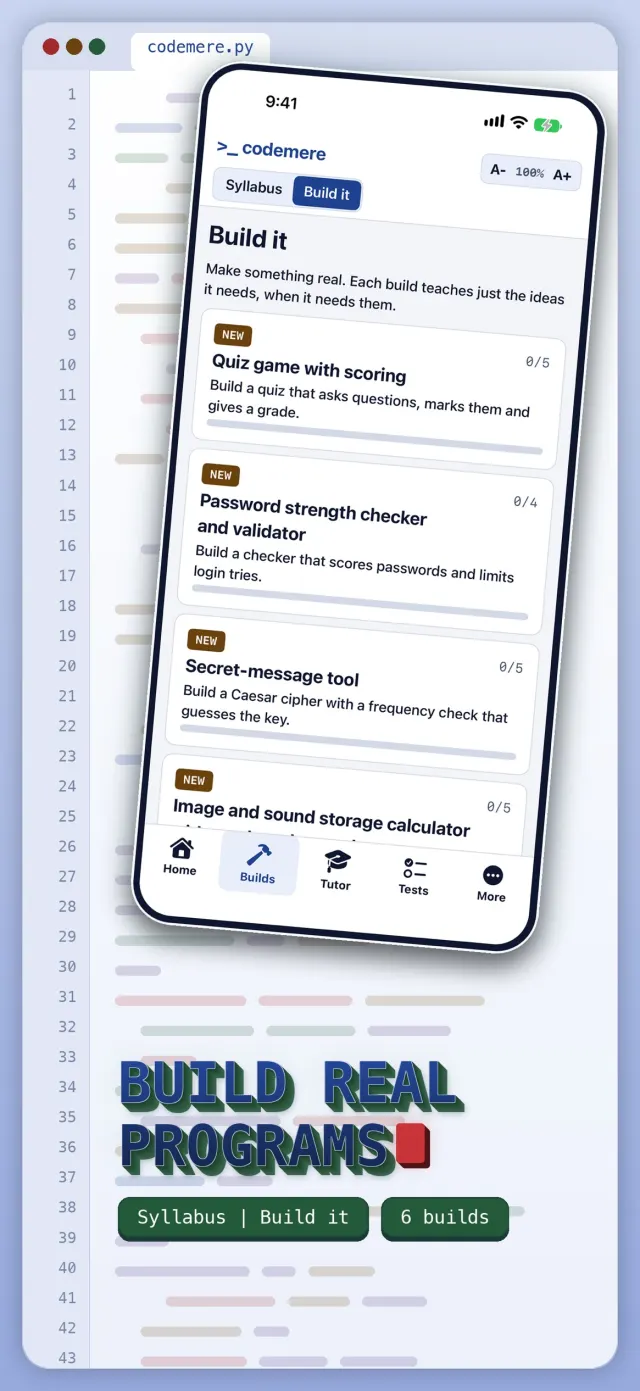 codemere.py
1
2
3
4
5
6
7
8
9
10
11
12
13
14
15
16
17
18
19
20
21
22
23
24
25
26
27
28
29
30
31
32
33
34
35
36
37
38
39
40
41
42
43
9:41
>_ codemere
A- 100% A+
Syllabus Build it
Build it
Make something real. Each build teaches just the ideas
it needs, when it needs them.
NEW
0/5
Quiz game with scoring
Build a quiz that asks questions, marks them and
gives a grade.
NEW
0/4
Password strength checker
and validator
Build a checker that scores passwords and limits
login tries.
NEW
0/5
Secret-message tool
Build a Caesar cipher with a frequency check that
guesses the key.
NEW
0/5
Image and sound storage calculator
Home Builds Tutor Tests More
BUILD REAL
PROGRAMS
Syllabus | Build it 6 builds